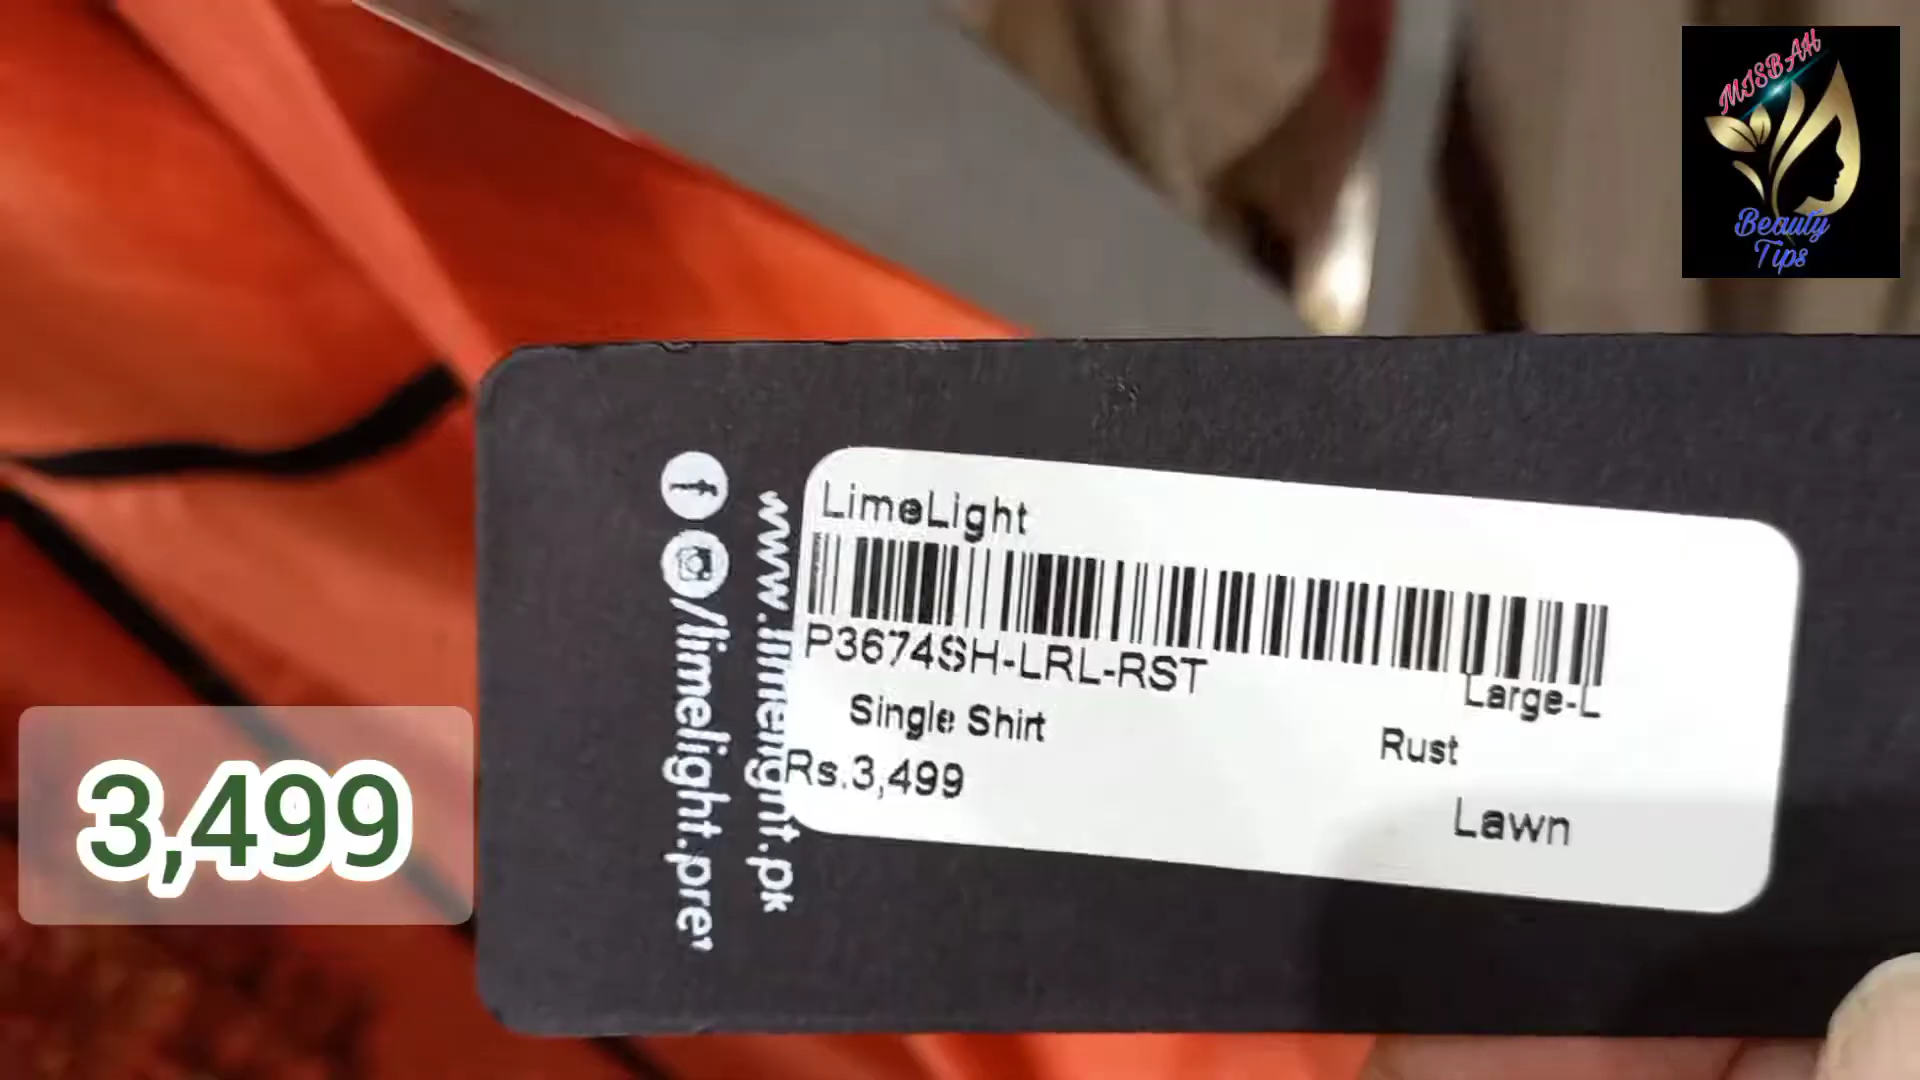 MISBAH
Beauty
Tips
LimeLight
P3674SH-LRL-RST
Large-L
Single Shirt
Rust
Rs.3,499
Lawn
www.limelight.pk
/limelight.pret
3,499